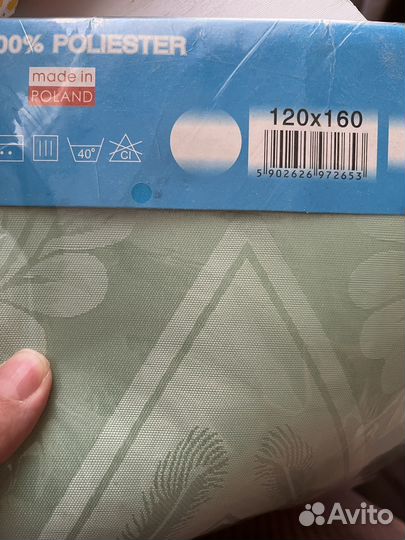 00% POLIESTER
made in
POLAND
120x160
40°
Cl
5 902626 972653
Avito